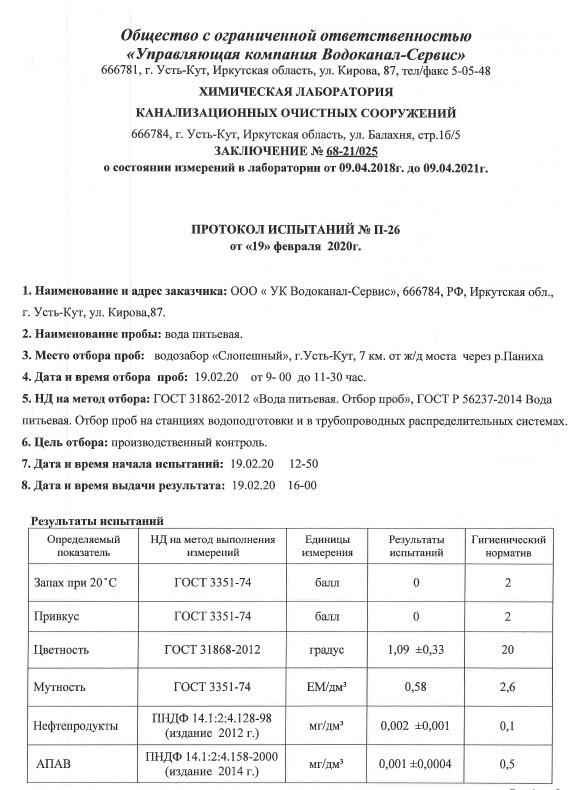 Общество с ограниченной ответственностью
«Управляющая компания Водоканал-Сервис»
666781, г. Усть-Кут, Иркутская область, ул. Кирова, 87, тел/факс 5-05-48
ХИМИЧЕСКАЯ ЛАБОРАТОРИЯ
КАНАЛИЗАЦИОННЫХ ОЧИСТНЫХ СООРУЖЕНИЙ
666784, г. Усть-Кут, Иркутская область, ул. Балахня, стр.1б/5
ЗАКЛЮЧЕНИЕ № 68-21/025
о состоянии измерений в лаборатории от 09.04.2018г. до 09.04.2021г.
ПРОТОКОЛ ИСПЫТАНИЙ № П-26
от «19» февраля 2020г.
1. Наименование и адрес заказчика: ООО « УК Водоканал-Сервис», 666784, РФ, Иркутская обл.,
г. Усть-Кут, ул. Кирова,87.
2. Наименование пробы: вода питьевая.
3. Место отбора проб: водозабор «Слопешный», г.Усть-Кут, 7 км. от ж/д моста через р.Паниха
4. Дата и время отбора проб: 19.02.20 от 9- 00 до 11-30 час.
5. НД на метод отбора: ГОСТ 31862-2012 «Вода питьевая. Отбор проб», ГОСТ Р 56237-2014 Вода
питьевая. Отбор проб на станциях водоподготовки и в трубопроводных распределительных системах.
6. Цель отбора: производственный контроль.
7. Дата и время начала испытаний: 19.02.20 12-50
8. Дата и время выдачи результата: 19.02.20 16-00
Результаты испытаний
Определяемый показатель НД на метод выполнения измерений Единицы измерения Результаты испытаний Гигиенический норматив
Запах при 20˚С ГОСТ 3351-74 балл 0 2
Привкус ГОСТ 3351-74 балл 0 2
Цветность ГОСТ 31868-2012 градус 1,09 ±0,33 20
Мутность ГОСТ 3351-74 ЕМ/дм³ 0,58 2,6
Нефтепродукты ПНДФ 14.1:2:4.128-98 (издание 2012 г.) мг/дм³ 0,002 ±0,001 0,1
АПАВ ПНДФ 14.1:2:4.158-2000 (издание 2014 г.) мг/дм³ 0,001 ±0,0004 0,5